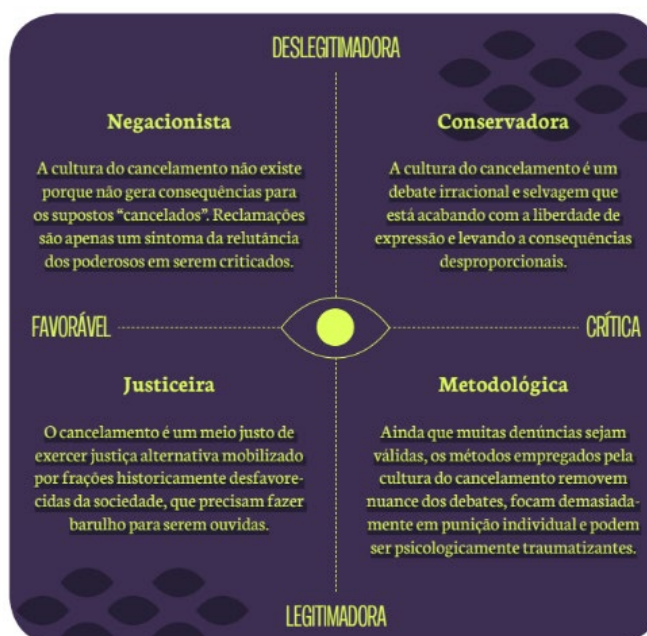 DESLEGITIMADORA
Negacionista
A cultura do cancelamento não existe
porque não gera consequências para
os supostos “cancelados”. Reclamações
são apenas um sintoma da relutância
dos poderosos em serem criticados.
Conservadora
A cultura do cancelamento é um
debate irracional e selvagem que
está acabando com a liberdade de
expressão e levando a consequências
desproporcionais.
FAVORÁVEL
CRÍTICA
Justiceira
O cancelamento é um meio justo de
exercer justiça alternativa mobilizado
por frações historicamente desfavore-
cidas da sociedade, que precisam fazer
barulho para serem ouvidas.
Metodológica
Ainda que muitas denúncias sejam
válidas, os métodos empregados pela
cultura do cancelamento removem
nuance dos debates, focam demasiada-
mente em punição individual e podem
ser psicologicamente traumatizantes.
LEGITIMADORA